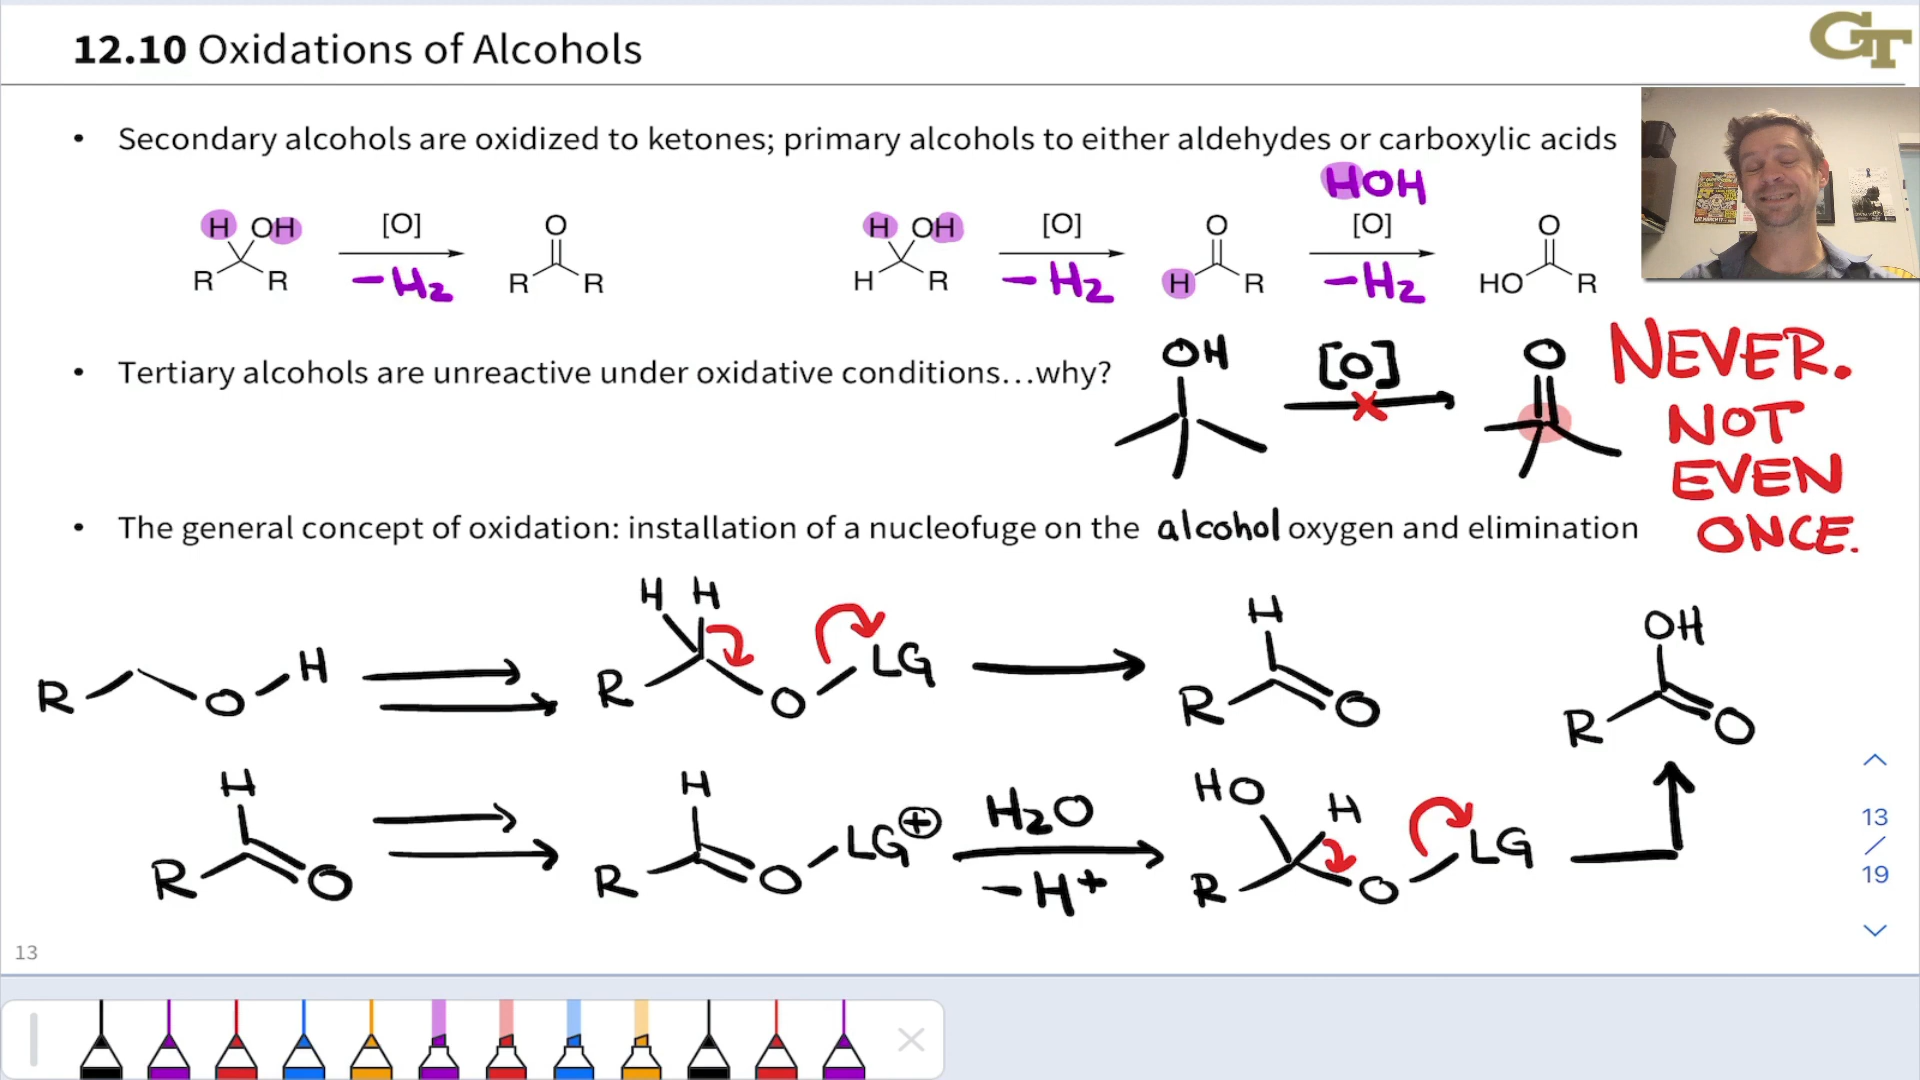 12.10 Oxidations of Alcohols
GT
• Secondary alcohols are oxidized to ketones; primary alcohols to either aldehydes or carboxylic acids
HOH
H OH [O] O H OH [O] O [O] O
R R −H₂ R R H R −H₂ H R −H₂ HO R
• Tertiary alcohols are unreactive under oxidative conditions...why?
OH [O] X O
NEVER.
NOT
EVEN
ONCE.
• The general concept of oxidation: installation of a nucleofuge on the alcohol oxygen and elimination
H H H OH
R O H R O LG R O R O
H H LG⊕ H₂O HO H LG
R O R O −H⁺ R O
13
/
19
13